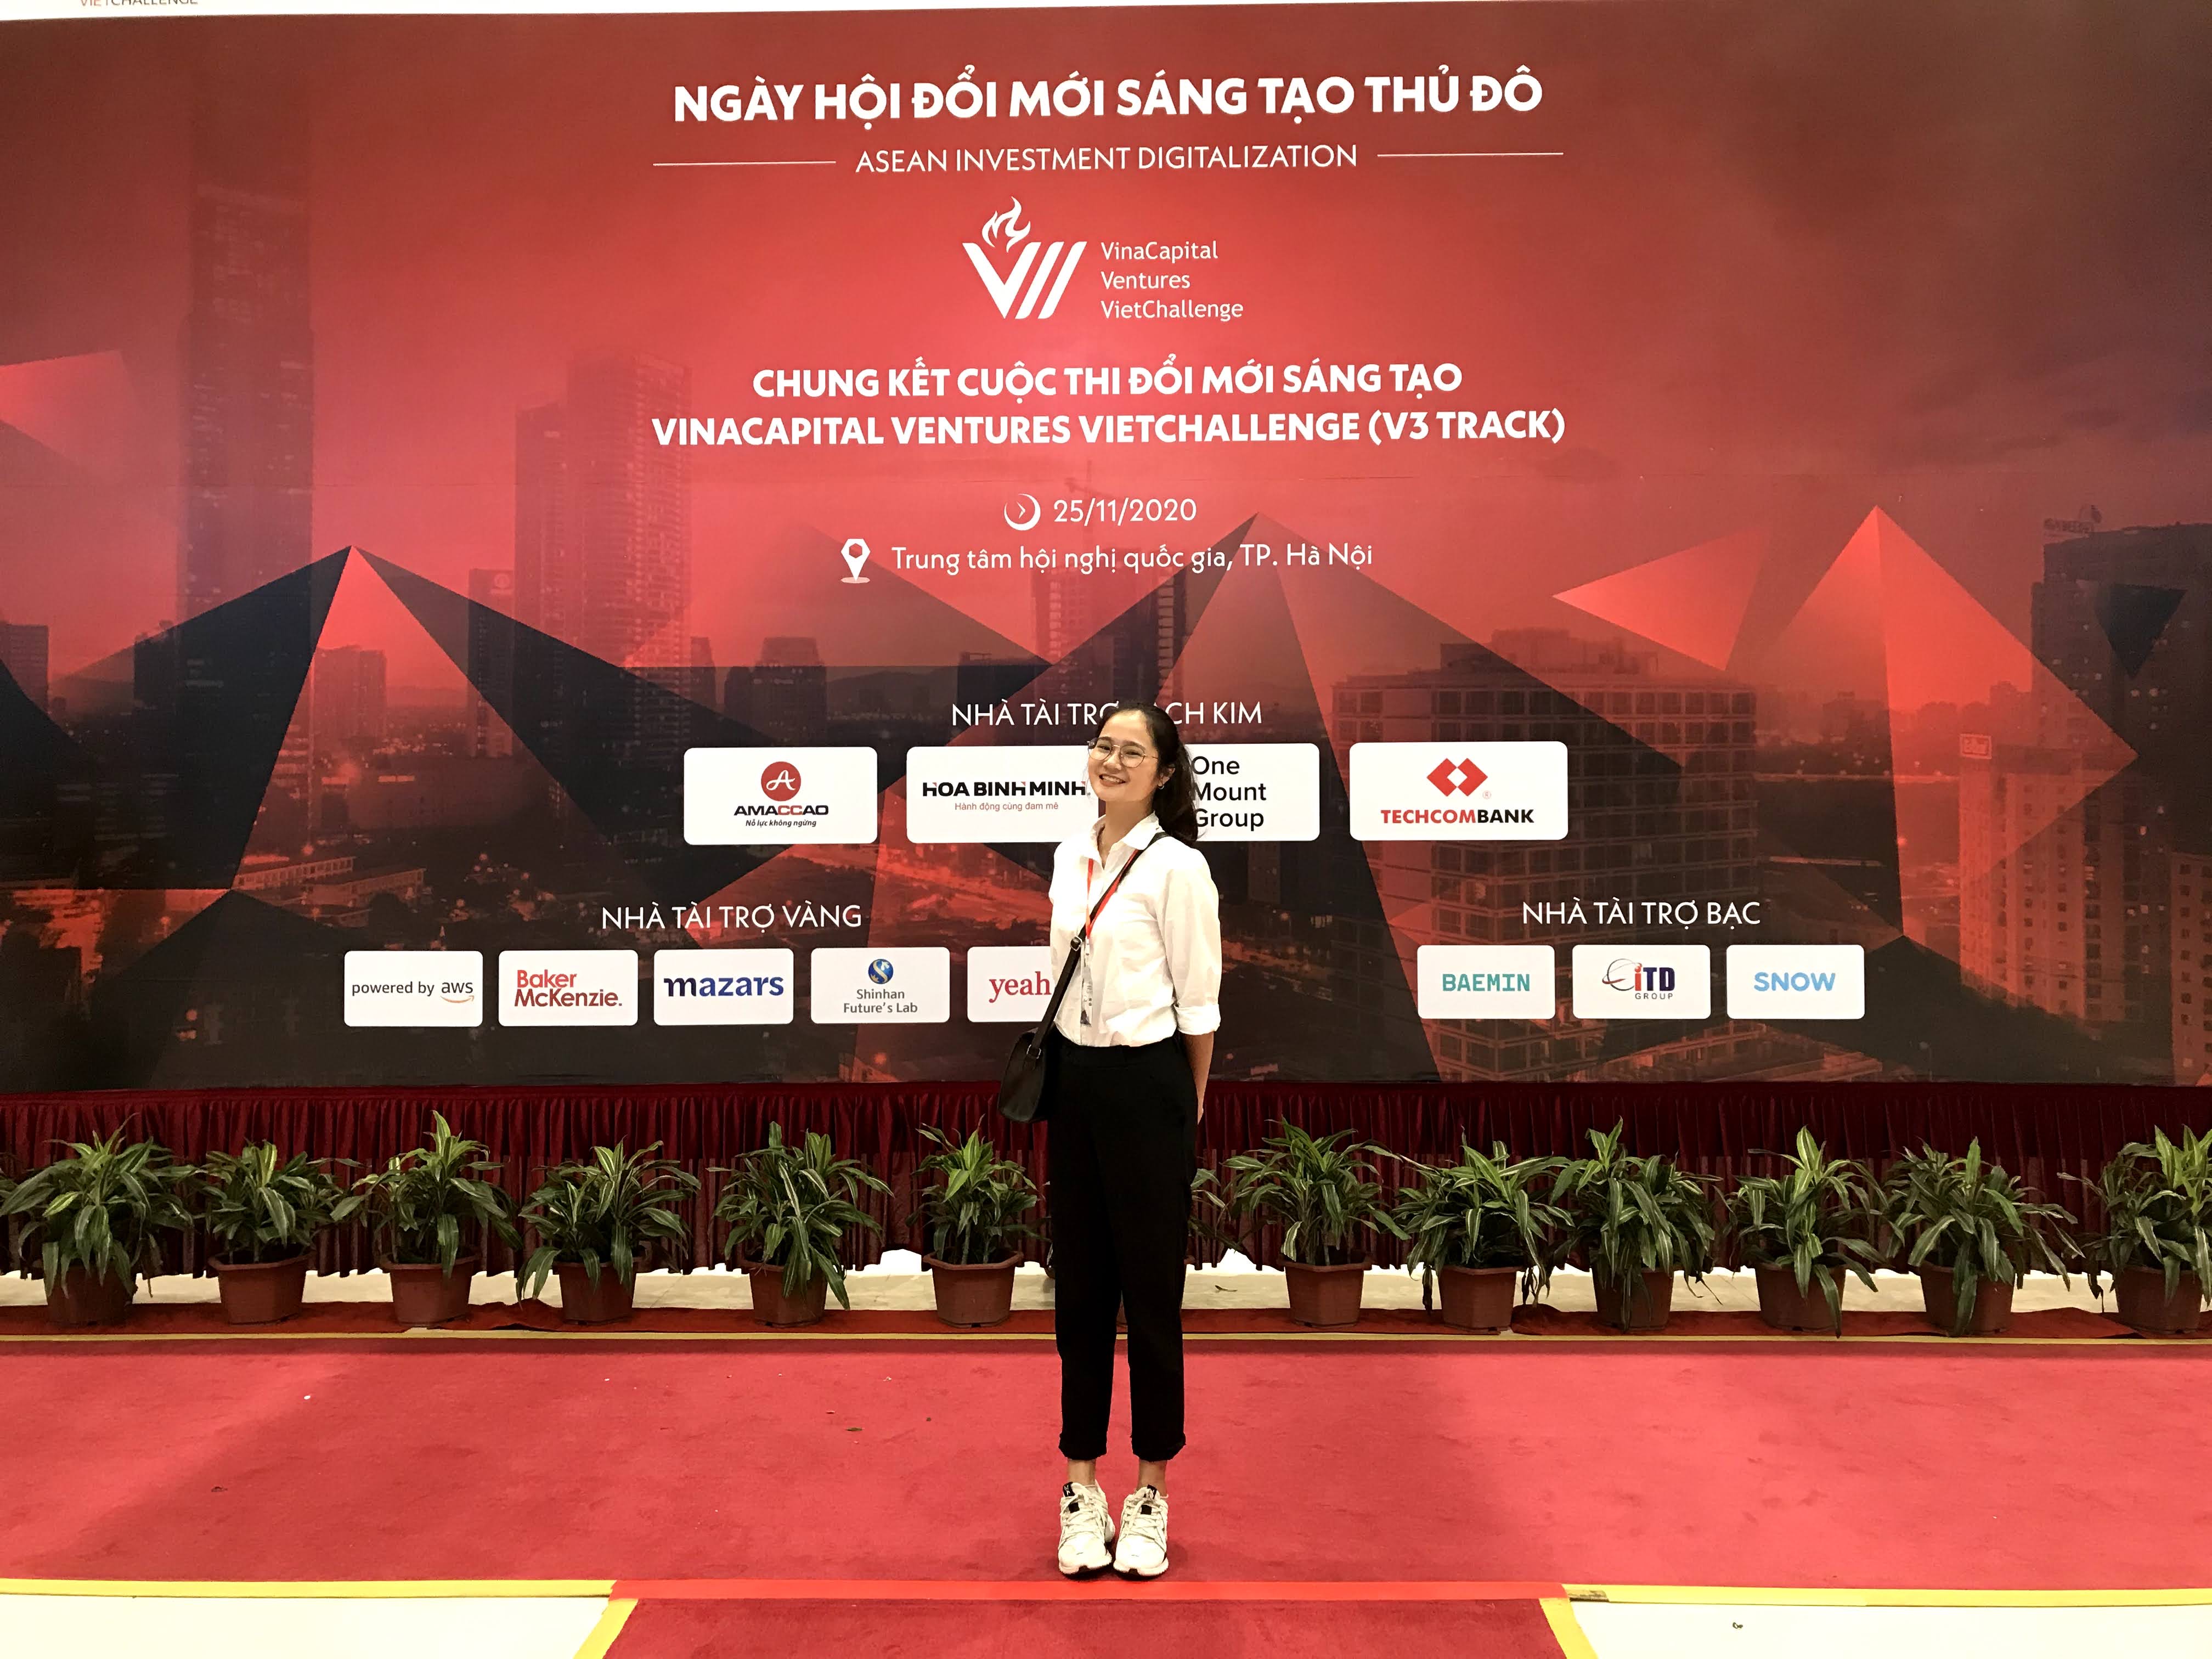 VIETCHALLENGE
NGÀY HỘI ĐỔI MỚI SÁNG TẠO THỦ ĐÔ
ASEAN INVESTMENT DIGITALIZATION
VinaCapital
Ventures
VietChallenge
CHUNG KẾT CUỘC THI ĐỔI MỚI SÁNG TẠO
VINACAPITAL VENTURES VIETCHALLENGE (V3 TRACK)
25/11/2020
Trung tâm hội nghị quốc gia, TP. Hà Nội
NHÀ TÀI TRỢ KIM
AMACCAO
Nỗ lực không ngừng
HOA BINH MINH
Hành động cùng đam mê
One
Mount
Group
TECHCOMBANK
NHÀ TÀI TRỢ VÀNG
powered by aws
Baker
McKenzie.
mazars
Shinhan
Future's Lab
yeah
NHÀ TÀI TRỢ BẠC
BAEMIN
iTD
GROUP
SNOW